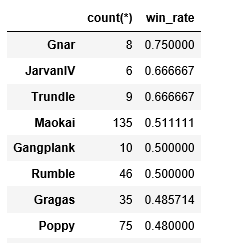 count(*) win_rate
Gnar 8 0.750000
JarvanIV 6 0.666667
Trundle 9 0.666667
Maokai 135 0.511111
Gangplank 10 0.500000
Rumble 46 0.500000
Gragas 35 0.485714
Poppy 75 0.480000